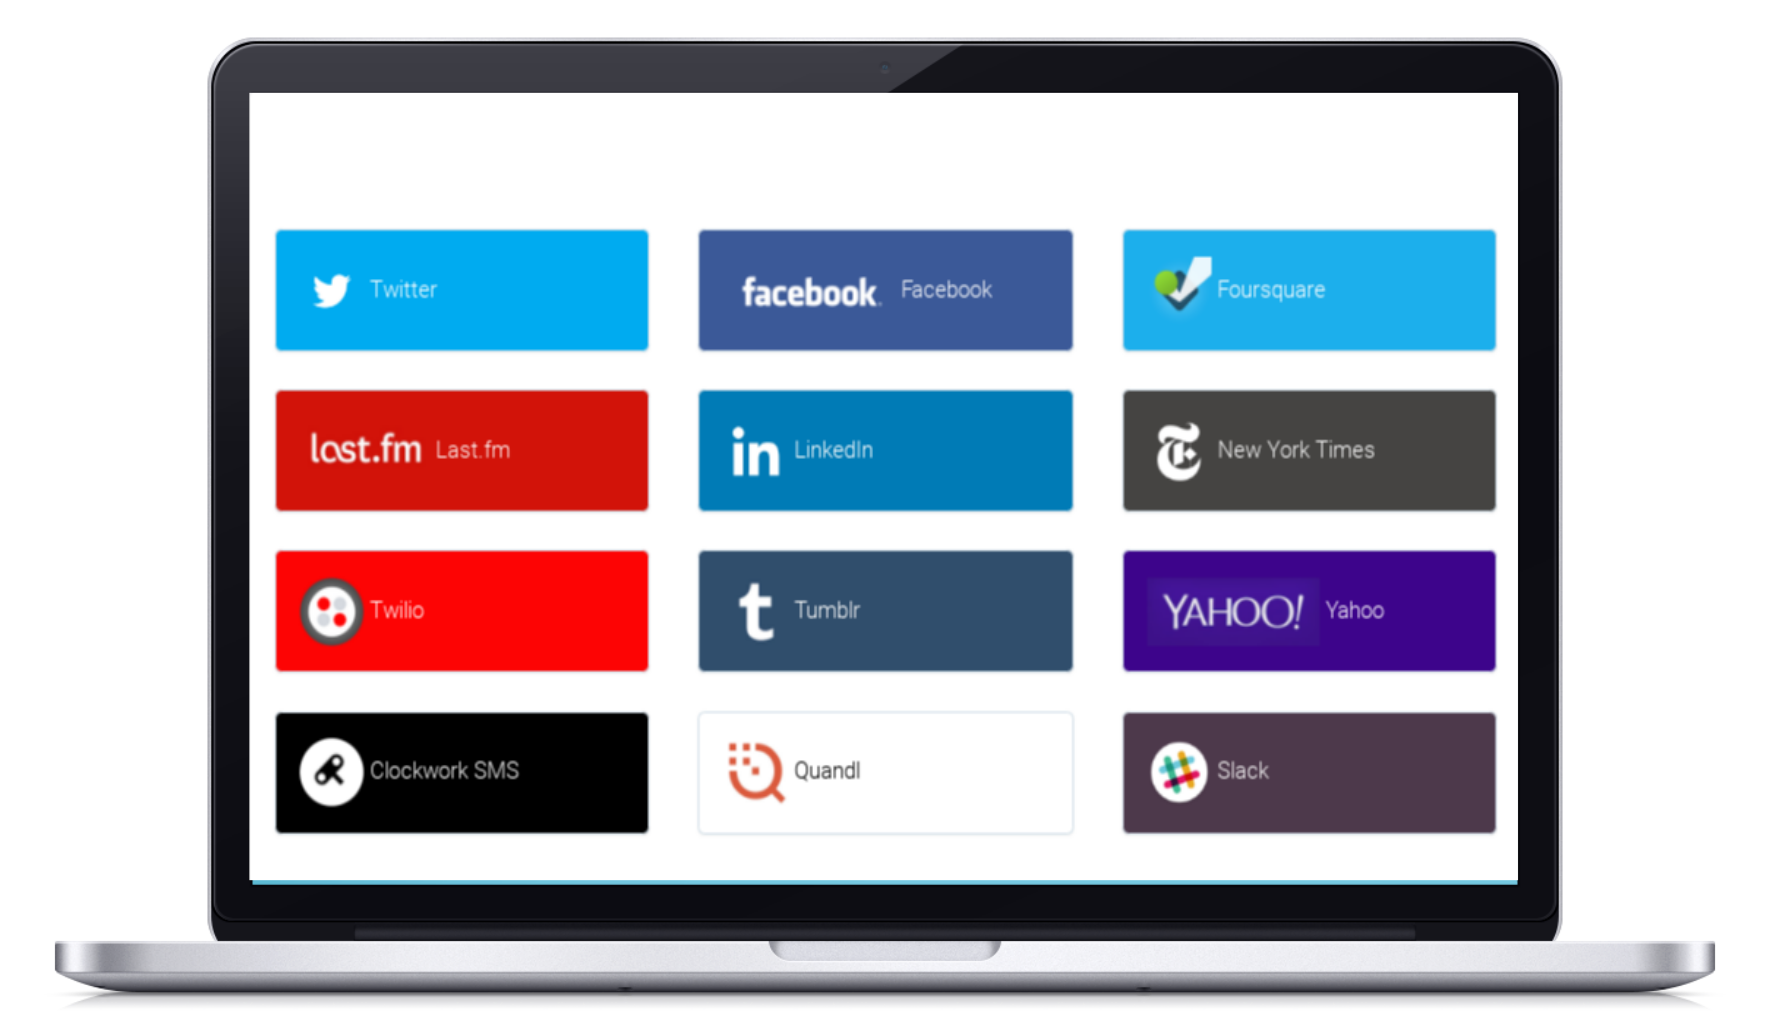 Twitter
facebook. Facebook
Foursquare
last.fm Last.fm
in LinkedIn
T New York Times
Twilio
t Tumblr
YAHOO! Yahoo
Clockwork SMS
Quandl
Slack